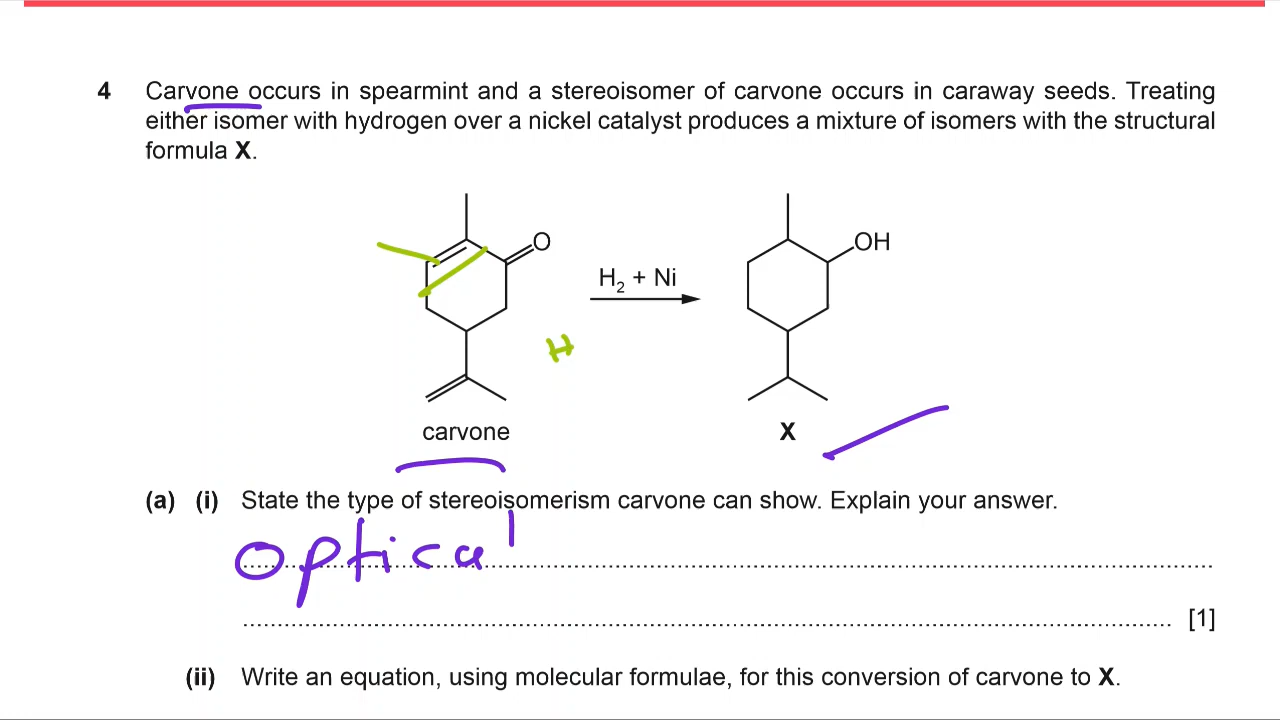 4 Carvone occurs in spearmint and a stereoisomer of carvone occurs in caraway seeds. Treating
either isomer with hydrogen over a nickel catalyst produces a mixture of isomers with the structural
formula X.
O
H2 + Ni
OH
H
carvone
X
(a) (i) State the type of stereoisomerism carvone can show. Explain your answer.
optical
[1]
(ii) Write an equation, using molecular formulae, for this conversion of carvone to X.